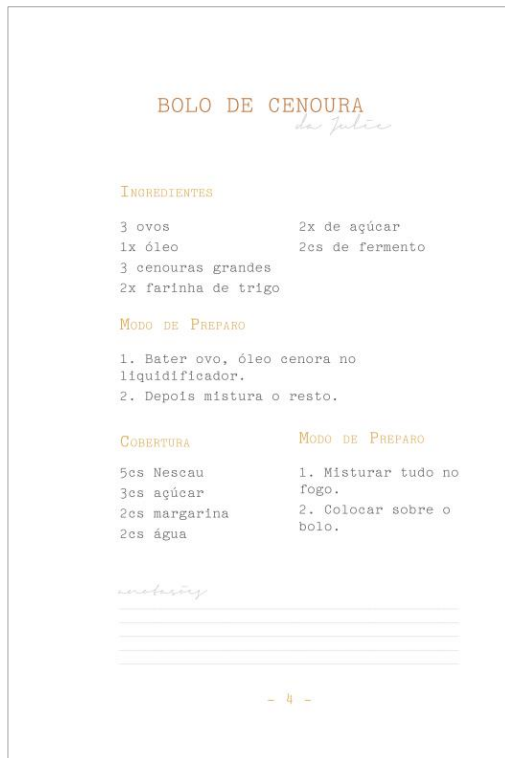 BOLO DE CENOURA
da Julie
INGREDIENTES
3 ovos
1x óleo
3 cenouras grandes
2x farinha de trigo
2x de açúcar
2cs de fermento
MODO DE PREPARO
1. Bater ovo, óleo cenora no
liquidificador.
2. Depois mistura o resto.
COBERTURA
5cs Nescau
3cs açúcar
2cs margarina
2cs água
MODO DE PREPARO
1. Misturar tudo no
fogo.
2. Colocar sobre o
bolo.
anotações
- 4 -